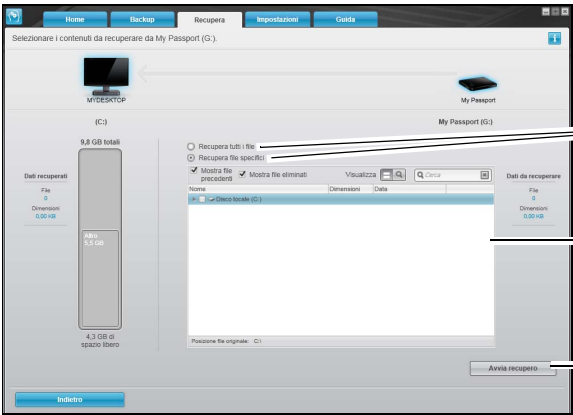 Home Backup Recupera Impostazioni Guida
Selezionare i contenuti da recuperare da My Passport (G:).
MYDESKTOP
My Passport
(C:)
My Passport (G:)
9,8 GB totali
Recupera tutti i file
Recupera file specifici
Dati recuperati
File
0
Dimensioni
0,00 KB
Altro
5,5 GB
4,3 GB di
spazio libero
Mostra file
precedenti
Mostra file eliminati
Visualizza
Cerca
Nome Dimensioni Data
Disco locale (C:)
Posizione file originale: C:\
Dati da recuperare
File
0
Dimensioni
0,00 KB
Avvia recupero
Indietro